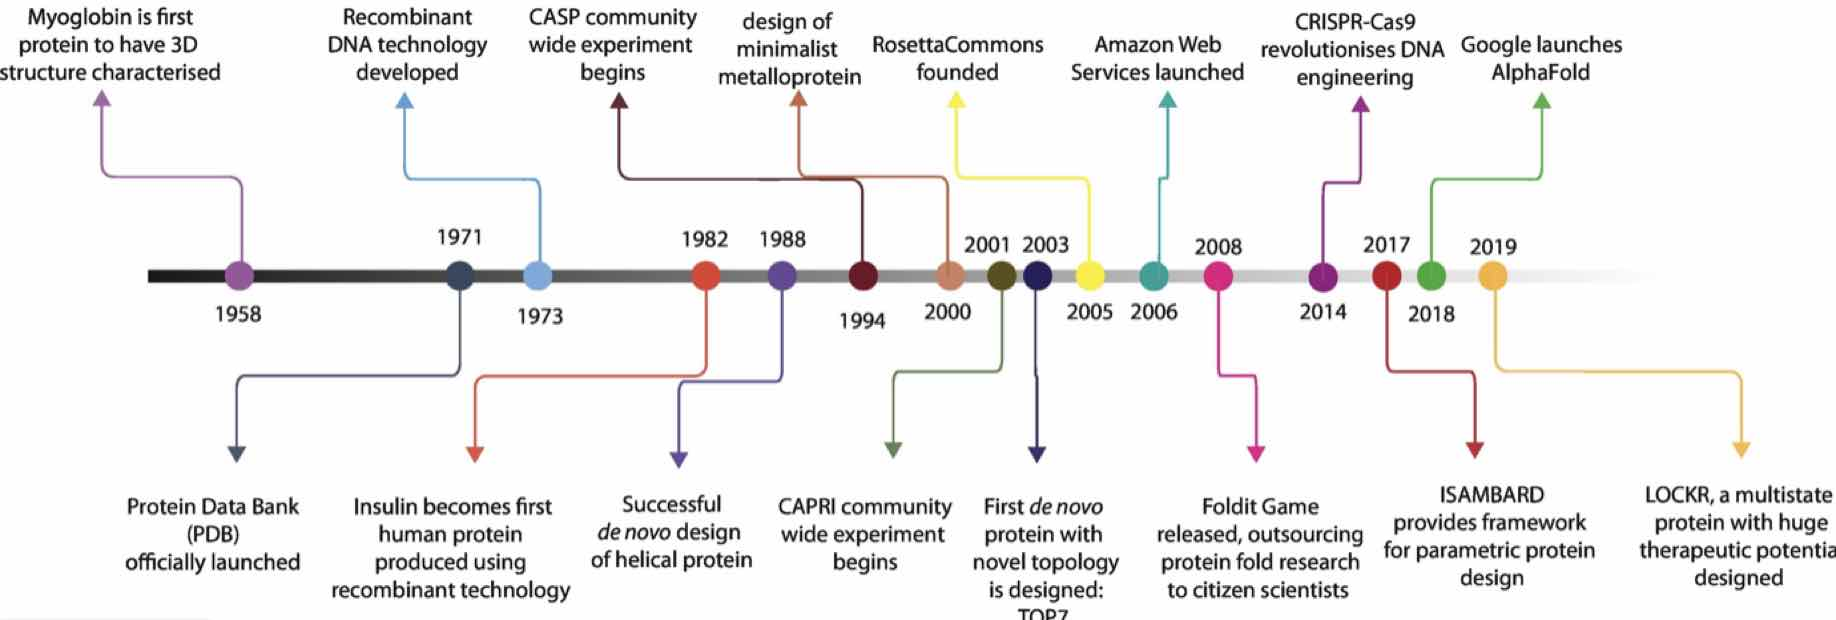 Myoglobin is first
protein to have 3D
structure characterised
Recombinant
DNA technology
developed
CASP community
wide experiment
begins
design of
minimalist
metalloprotein
RosettaCommons
founded
Amazon Web
Services launched
CRISPR-Cas9
revolutionises DNA
engineering
Google launches
AlphaFold
1971
1982
1988
2001
2003
2008
2017
2019
1958
1973
1994
2000
2005
2006
2014
2018
Protein Data Bank
(PDB)
officially launched
Insulin becomes first
human protein
produced using
recombinant technology
Successful
de novo design
of helical protein
CAPRI community
wide experiment
begins
First de novo
protein with
novel topology
is designed:
TOP7
Foldit Game
released, outsourcing
protein fold research
to citizen scientists
ISAMBARD
provides framework
for parametric protein
design
LOCKR, a multistate
protein with huge
therapeutic potentia
designed